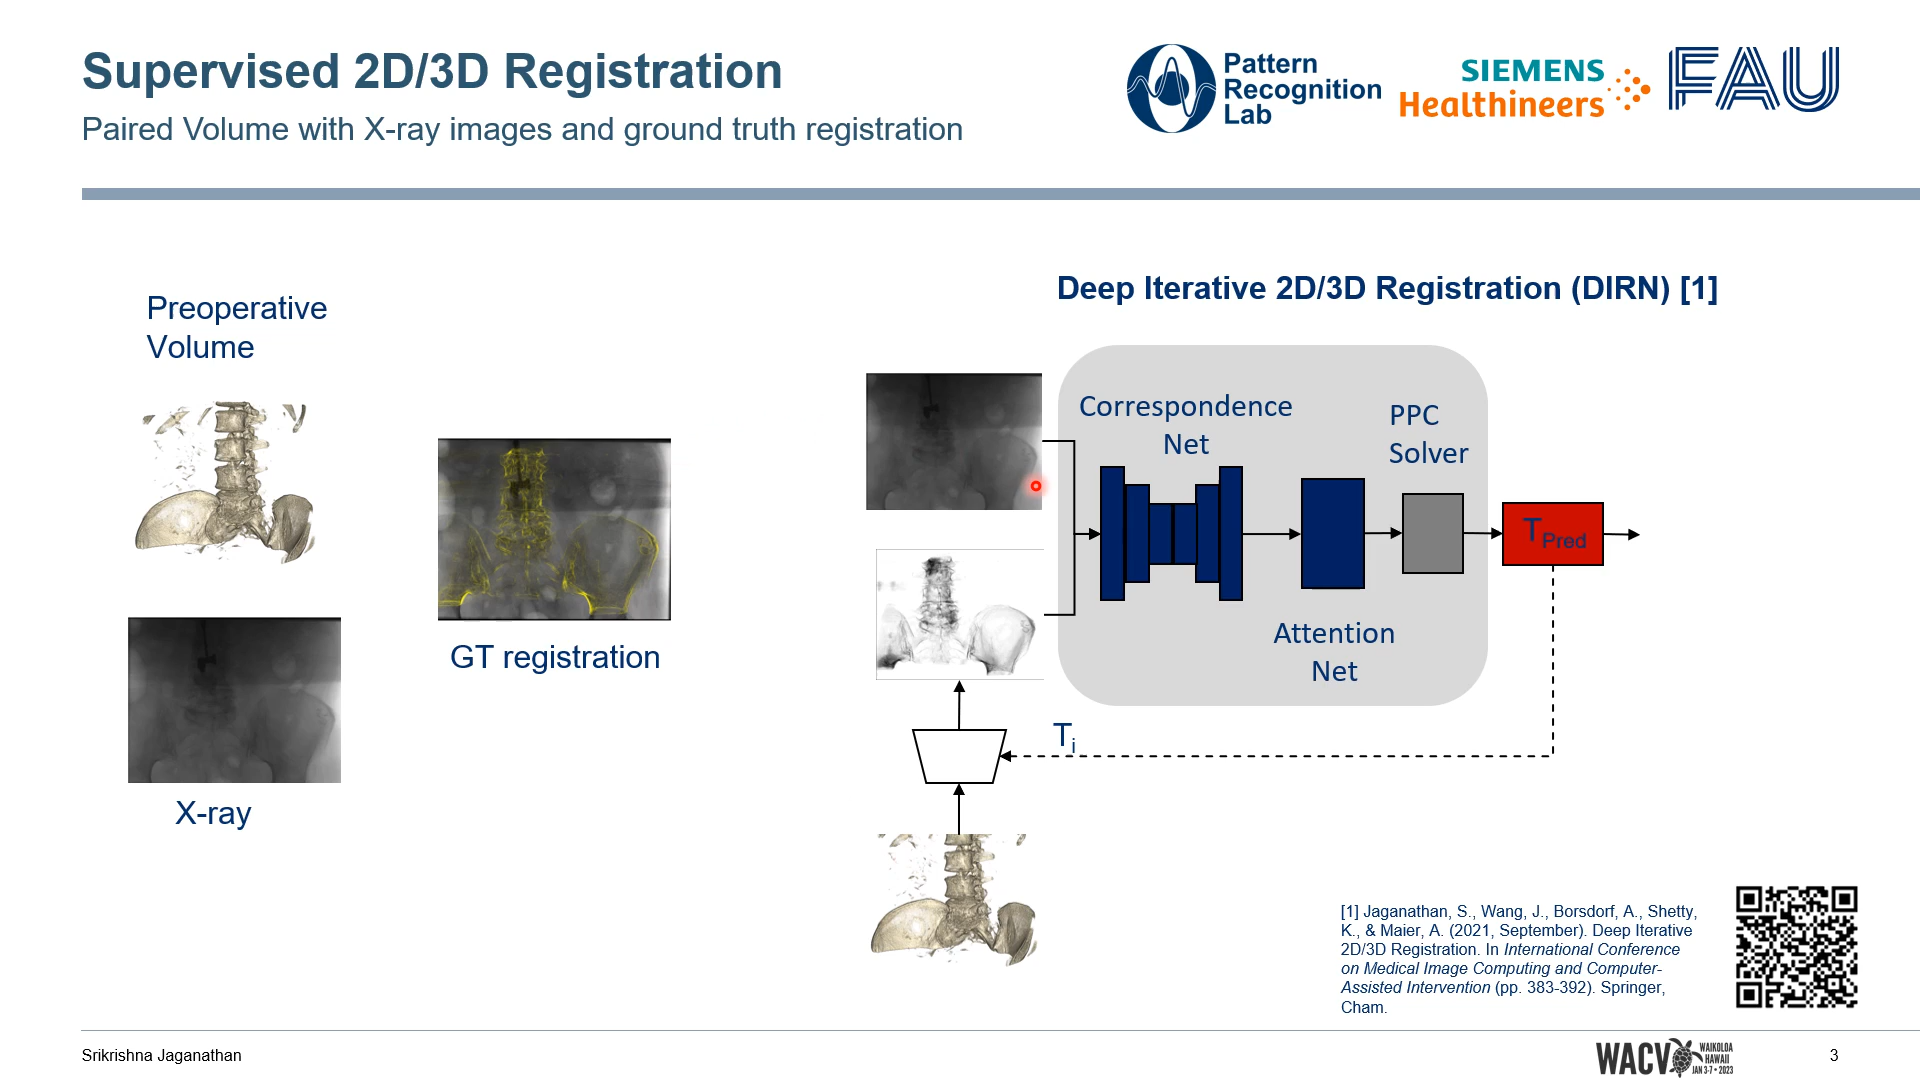 Supervised 2D/3D Registration
Paired Volume with X-ray images and ground truth registration
Pattern
Recognition
Lab
SIEMENS
Healthineers
FAU
Preoperative
Volume
X-ray
GT registration
Deep Iterative 2D/3D Registration (DIRN) [1]
Correspondence
Net
PPC
Solver
Attention
Net
TPred
Ti
[1] Jaganathan, S., Wang, J., Borsdorf, A., Shetty,
K., & Maier, A. (2021, September). Deep Iterative
2D/3D Registration. In International Conference
on Medical Image Computing and Computer-
Assisted Intervention (pp. 383-392). Springer,
Cham.
Srikrishna Jaganathan
WACV
WAIKOLOA
HAWAII
JAN 3-7 • 2023
3